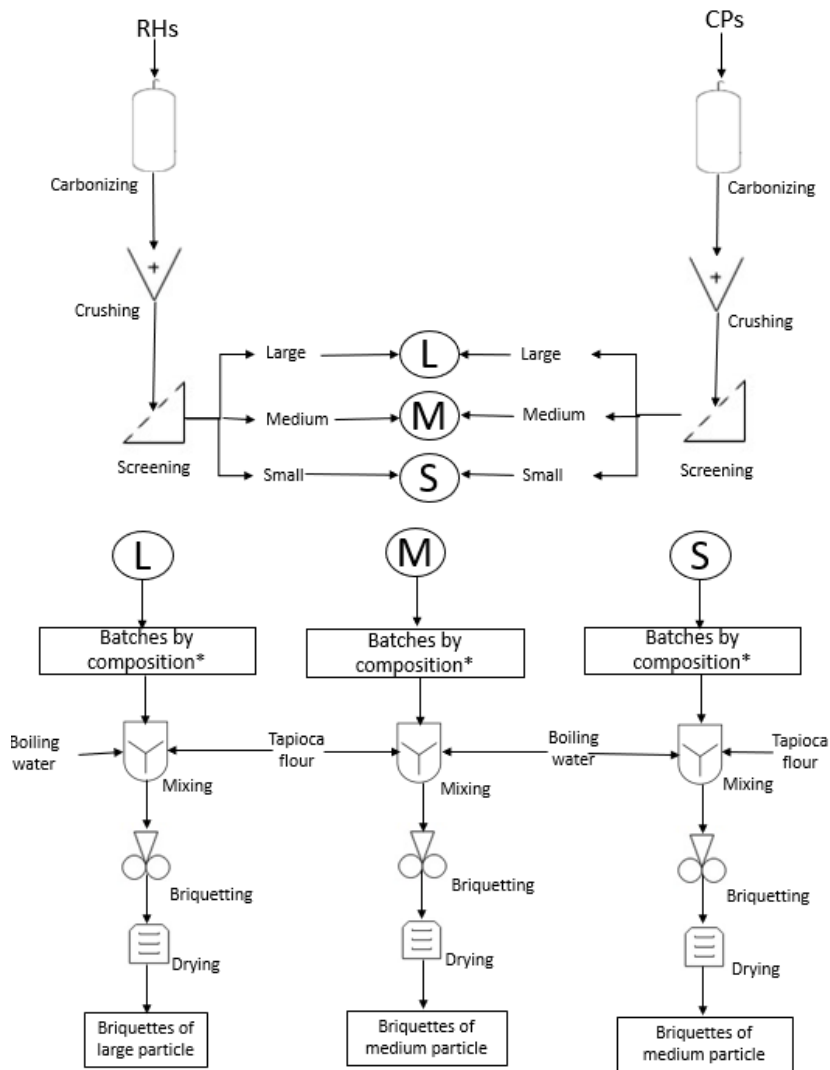 RHs
CPs
Carbonizing
Carbonizing
Crushing
Crushing
Large
L
Large
Medium
M
Medium
Small
S
Small
Screening
Screening
L
M
S
Batches by
composition*
Batches by
composition*
Batches by
composition*
Boiling
water
Tapioca
flour
Boiling
water
Tapioca
flour
Mixing
Mixing
Mixing
Briquetting
Briquetting
Briquetting
Drying
Drying
Drying
Briquettes of
large particle
Briquettes of
medium particle
Briquettes of
medium particle